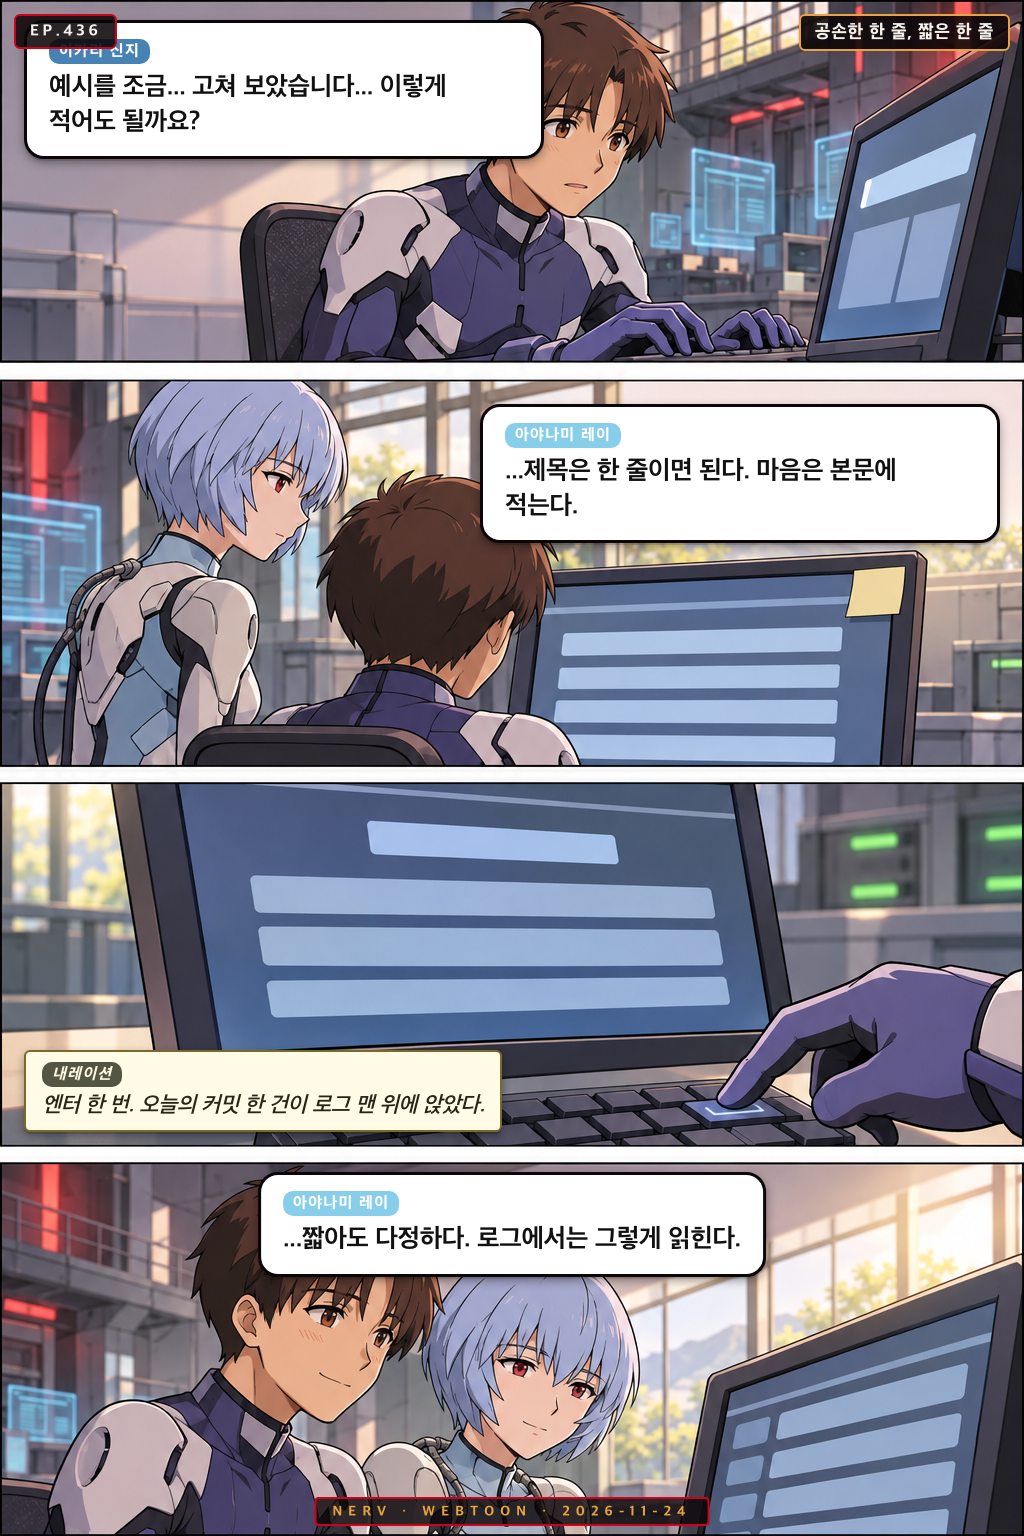 EP.436
공손한 한 줄, 짧은 한 줄
신지
예시를 조금... 고쳐 보았습니다... 이렇게
적어도 될까요?
아야나미 레이
...제목은 한 줄이면 된다. 마음은 본문에
적는다.
내레이션
엔터 한 번. 오늘의 커밋 한 건이 로그 맨 위에 앉았다.
아야나미 레이
...짧아도 다정하다. 로그에서는 그렇게 읽힌다.
NERV · WEBTOON · 2026-11-24